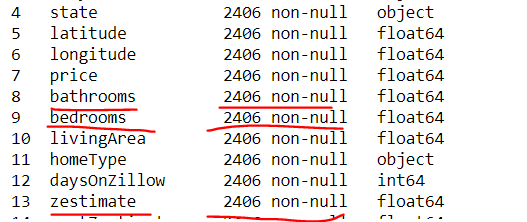 4 state 2406 non-null object
5 latitude 2406 non-null float64
6 longitude 2406 non-null float64
7 price 2406 non-null float64
8 bathrooms 2406 non-null float64
9 bedrooms 2406 non-null float64
10 livingArea 2406 non-null float64
11 homeType 2406 non-null object
12 daysOnZillow 2406 non-null int64
13 zestimate 2406 non-null float64